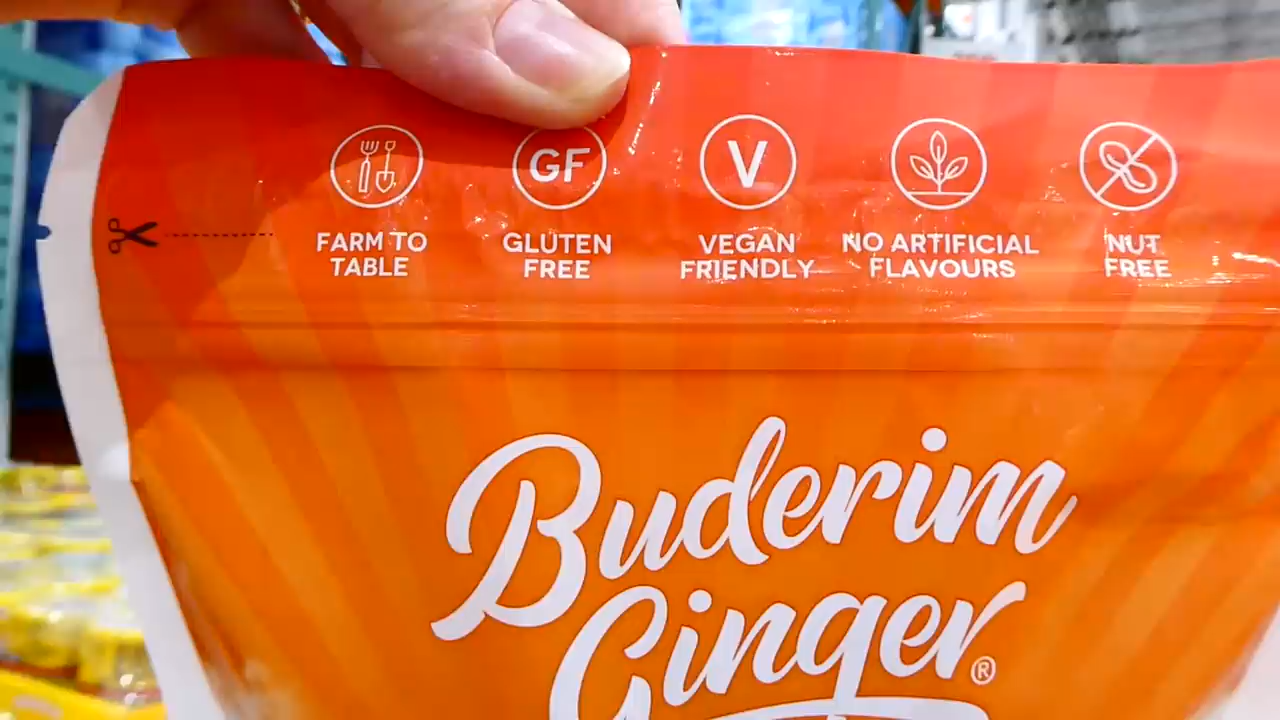 FARM TO
TABLE
GF
GLUTEN
FREE
V
VEGAN
FRIENDLY
NO ARTIFICIAL
FLAVOURS
NUT
FREE
Buderim
Ginger®